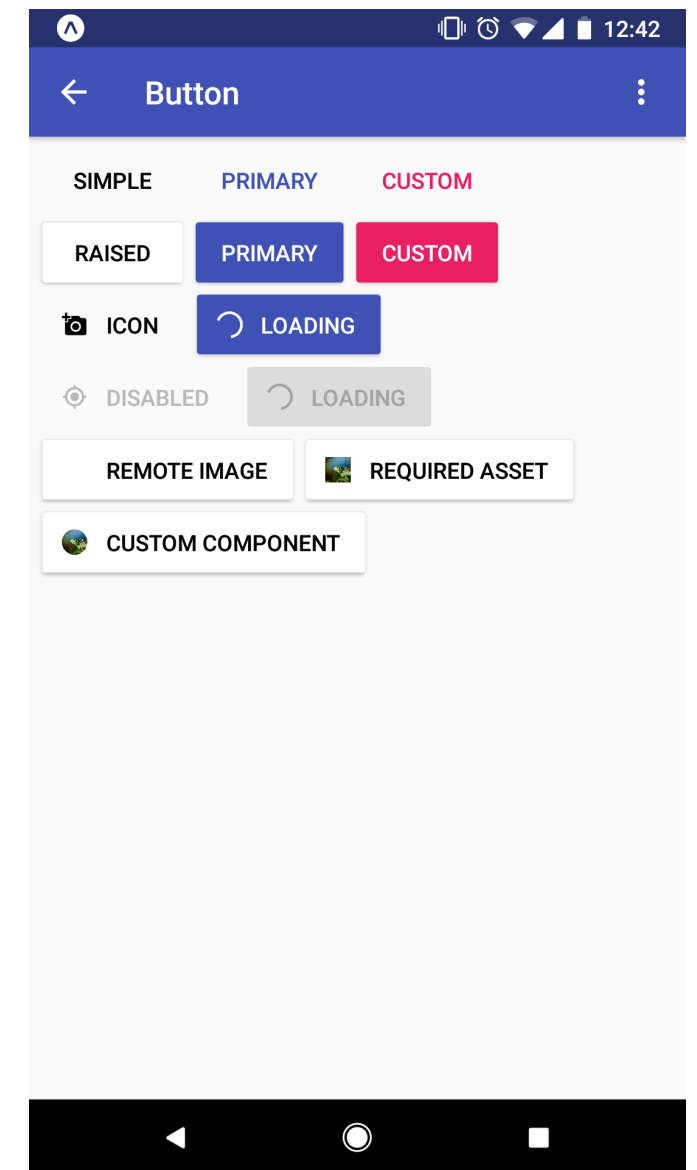 12:42
Button
SIMPLE PRIMARY CUSTOM
RAISED PRIMARY CUSTOM
ICON LOADING
DISABLED LOADING
REMOTE IMAGE REQUIRED ASSET
CUSTOM COMPONENT